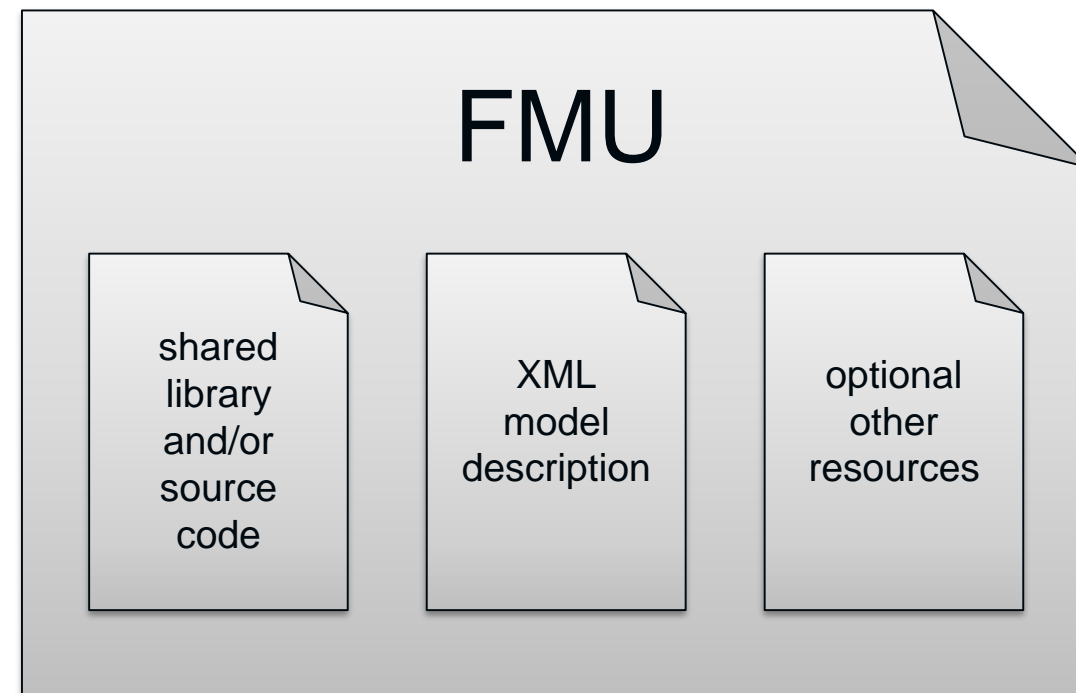 FMU
shared
library
and/or
source
code
XML
model
description
optional
other
resources